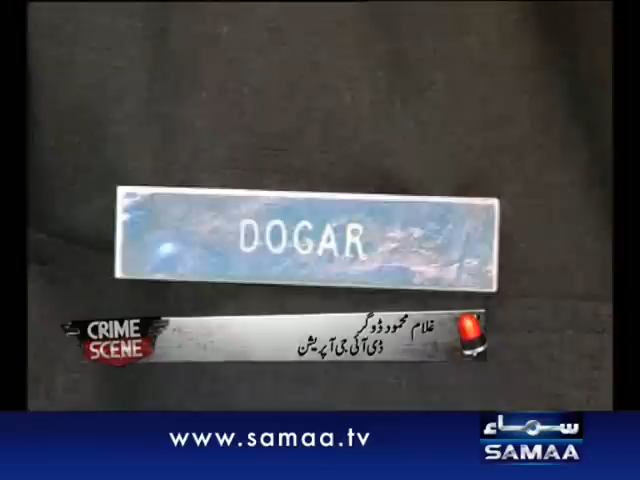 DOGAR
CRIME
SCENE
غلام محمود ڈوگر
ڈی آئی جی آپریشن
www.samaa.tv
سماء
SAMAA